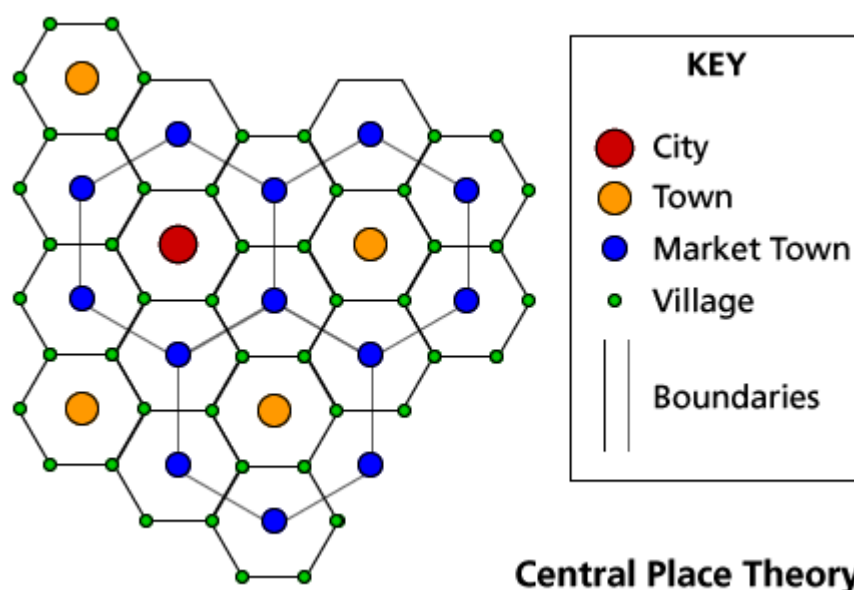 KEY
City
Town
Market Town
Village
Boundaries
Central Place Theory